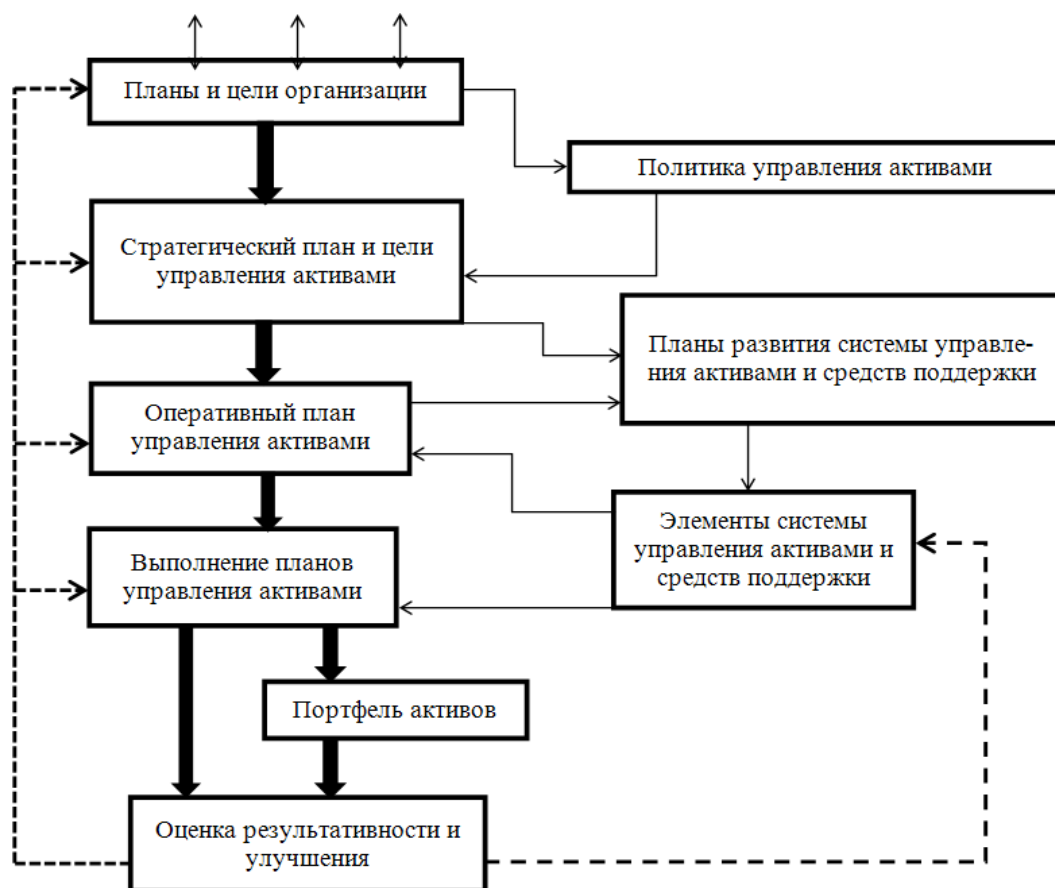 Планы и цели организации
Политика управления активами
Стратегический план и цели
управления активами
Планы развития системы управле-
ния активами и средств поддержки
Оперативный план
управления активами
Элементы системы
управления активами и
средств поддержки
Выполнение планов
управления активами
Портфель активов
Оценка результативности и
улучшения